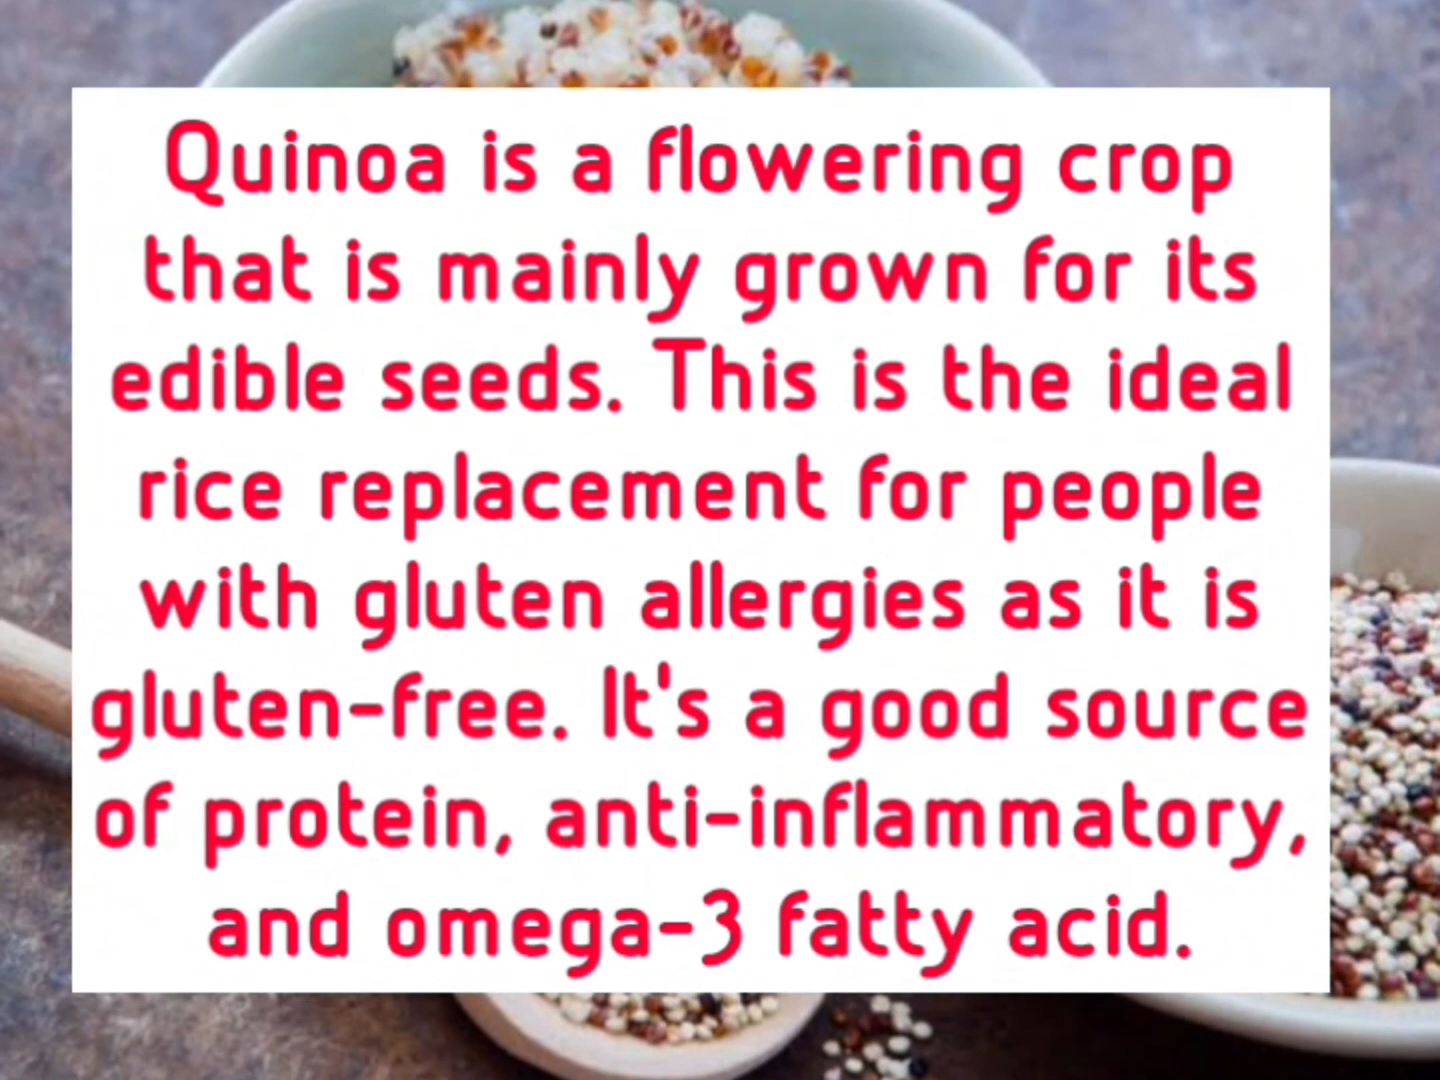 Quinoa is a flowering crop
that is mainly grown for its
edible seeds. This is the ideal
rice replacement for people
with gluten allergies as it is
gluten-free. It's a good source
of protein, anti-inflammatory,
and omega-3 fatty acid.